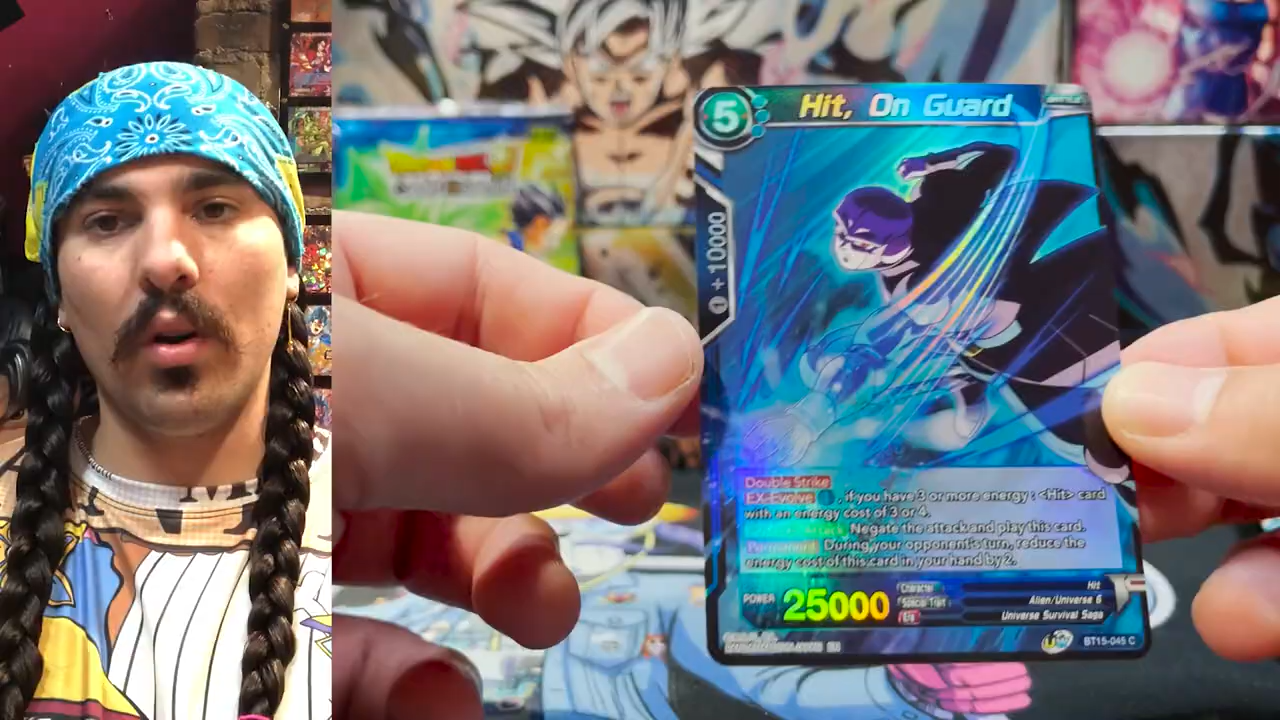 5
Hit, On Guard
BATTLE
1 + 10000
Double Strike
EX-Evolve , if you have 3 or more energy : <Hit> card
with an energy cost of 3 or 4.
Attack Negate the attack and play this card.
Permanent During your opponent's turn, reduce the
energy cost of this card in your hand by 2.
POWER 25000
Character Hit
Special Trait Alien/Universe 6
Era Universe Survival Saga
BT15-045 C